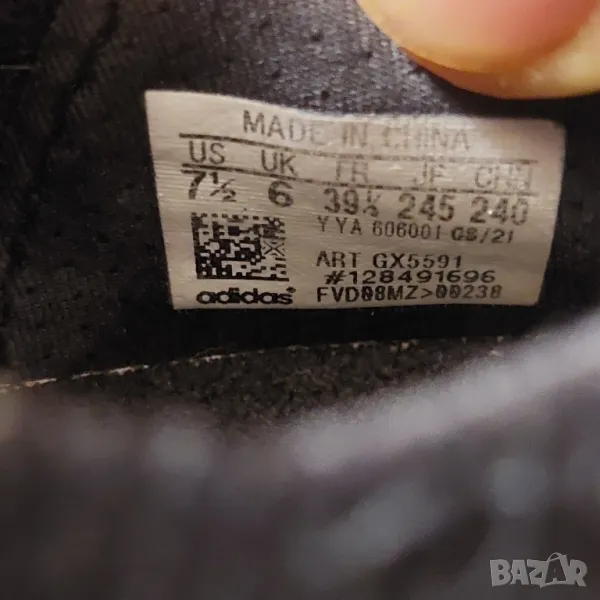 MADE IN CHINA
US UK FR JP CHN
7½ 6 39⅓ 245 240
YYA 606001 08/21
ART GX5591
#128491696
adidas® FVD08MZ>00238
BAZAR